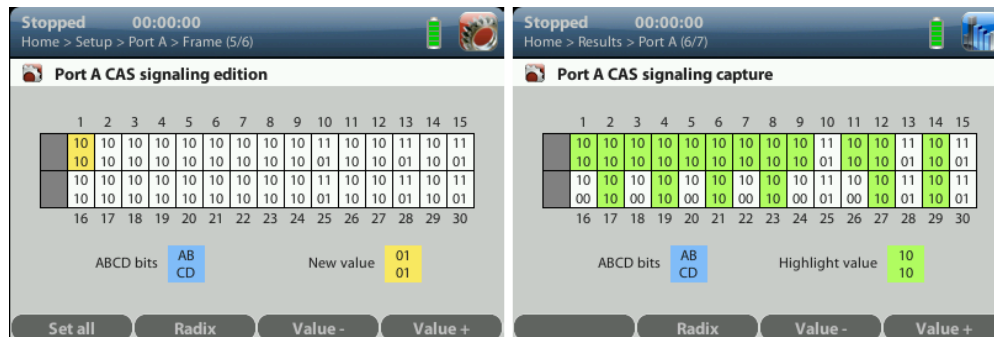 Stopped 00:00:00
Home > Setup > Port A > Frame (5/6)
Port A CAS signaling edition
1 2 3 4 5 6 7 8 9 10 11 12 13 14 15
10 10 10 10 10 10 10 10 10 11 10 10 11 10 11
10 10 10 10 10 10 10 10 10 01 10 10 01 10 01
10 10 10 10 10 10 10 10 10 11 10 10 11 10 11
10 10 10 10 10 10 10 10 10 01 10 10 01 10 01
16 17 18 19 20 21 22 23 24 25 26 27 28 29 30
ABCD bits AB CD New value 01 01
Set all Radix Value - Value +
Stopped 00:00:00
Home > Results > Port A (6/7)
Port A CAS signaling capture
1 2 3 4 5 6 7 8 9 10 11 12 13 14 15
10 10 10 10 10 10 10 10 10 10 10 10 10 10 11
10 10 10 10 10 10 10 10 10 01 10 10 01 10 01
10 10 10 10 10 10 10 10 10 11 10 10 11 10 11
00 10 00 10 00 10 00 10 00 01 00 10 01 10 01
16 17 18 19 20 21 22 23 24 25 26 27 28 29 30
ABCD bits AB CD Highlight value 10 10
Radix Value - Value +